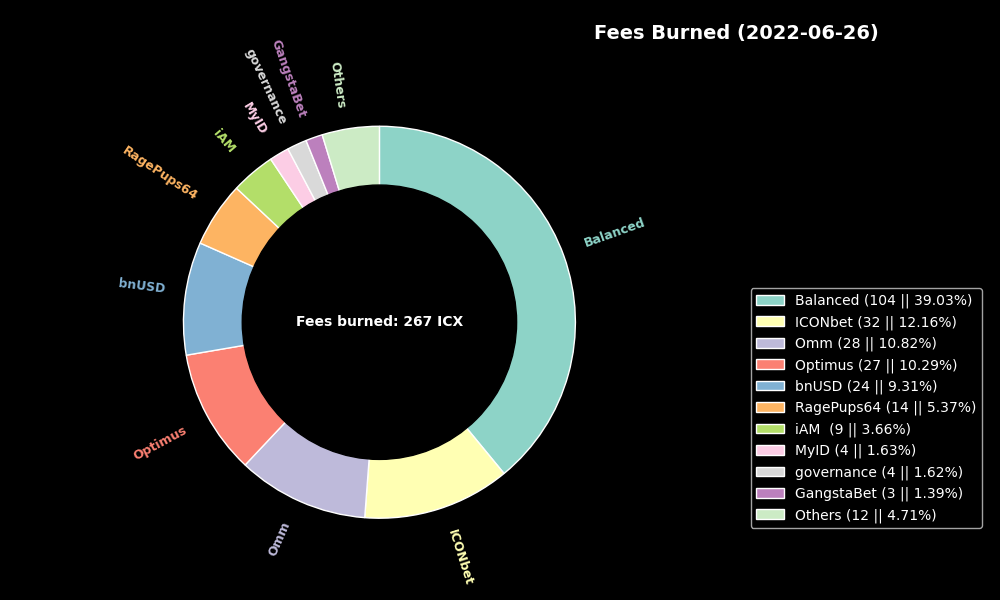 Fees Burned (2022-06-26)
Others
GangstaBet
governance
MyID
iAM
RagePups64
bnUSD
Optimus
Omm
ICONbet
Balanced
Fees burned: 267 ICX
Balanced (104 || 39.03%)
ICONbet (32 || 12.16%)
Omm (28 || 10.82%)
Optimus (27 || 10.29%)
bnUSD (24 || 9.31%)
RagePups64 (14 || 5.37%)
iAM  (9 || 3.66%)
MyID (4 || 1.63%)
governance (4 || 1.62%)
GangstaBet (3 || 1.39%)
Others (12 || 4.71%)